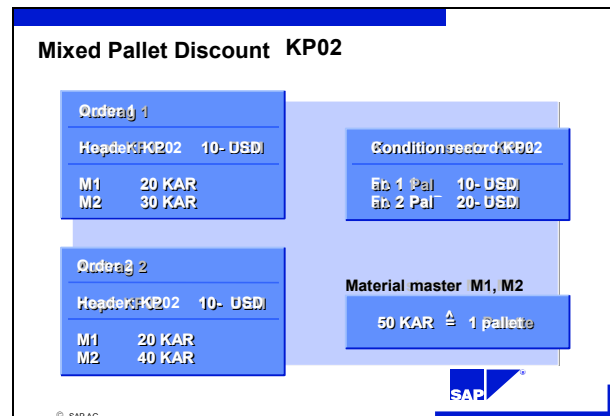 Mixed Pallet Discount KP02
Order 1
Header: KP02 10- USD
M1 20 KAR
M2 30 KAR
Condition record KP02
Fr. 1 Pal 10- USD
Fr. 2 Pal 20- USD
Order 2
Header: KP02 10- USD
M1 20 KAR
M2 40 KAR
Material master M1, M2
50 KAR ≙ 1 pallet
SAP
© SAP AG